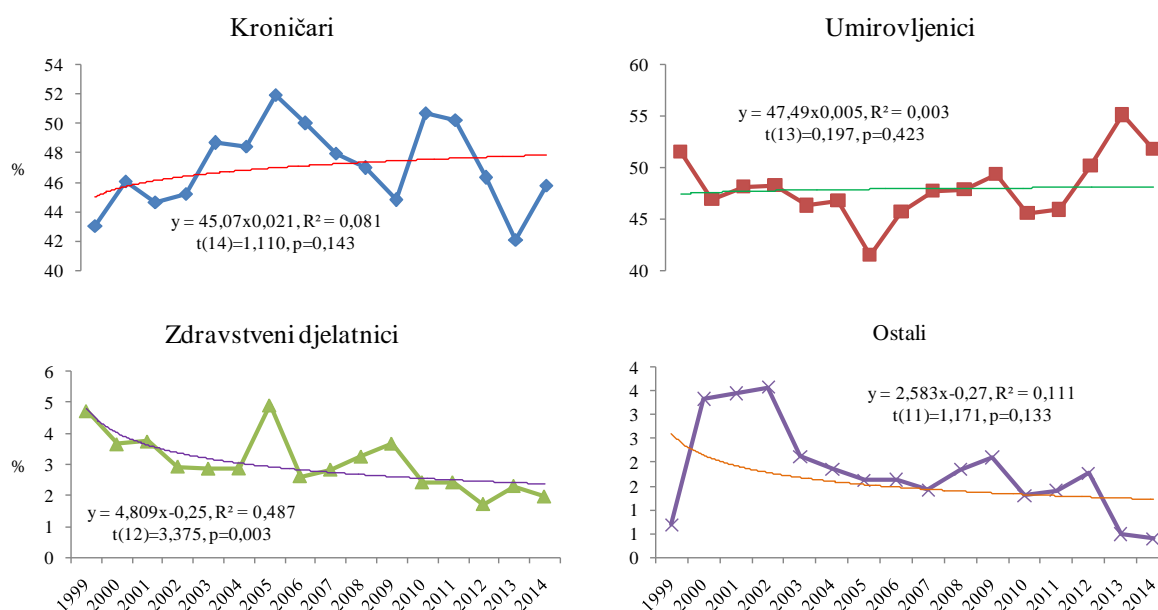 Kroničari
54
52
50
48
46
44
42
40
%
y = 45,07x0,021, R² = 0,081
t(14)=1,110, p=0,143
Umirovljenici
60
55
50
45
40
y = 47,49x0,005, R² = 0,003
t(13)=0,197, p=0,423
Zdravstveni djelatnici
6
5
4
3
2
1
0
%
y = 4,809x-0,25, R² = 0,487
t(12)=3,375, p=0,003
1999 2000 2001 2002 2003 2004 2005 2006 2007 2008 2009 2010 2011 2012 2013 2014
Ostali
4
4
3
3
2
2
1
1
0
y = 2,583x-0,27, R² = 0,111
t(11)=1,171, p=0,133
1999 2000 2001 2002 2003 2004 2005 2006 2007 2008 2009 2010 2011 2012 2013 2014